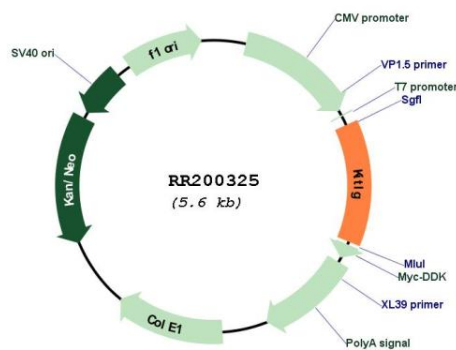 CMV promoter
f1 ori
SV40 ori
VP1.5 primer
T7 promoter
SgfI
Kitlg
Kan/Neo
RR200325
(5.6 kb)
MluI
Myc-DDK
XL39 primer
Col E1
PolyA signal